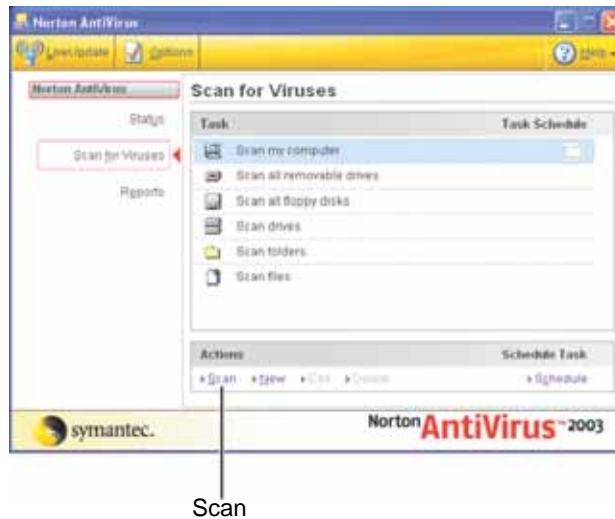 Norton AntiVirus
LiveUpdate Options Help
Norton AntiVirus
Status
Scan for Viruses
Reports
Scan for Viruses
Task Task Schedule
Scan my computer
Scan all removable drives
Scan all floppy disks
Scan drives
Scan folders
Scan files
Actions Schedule Task
Scan New Edit Delete Schedule
symantec. Norton AntiVirus™ 2003
Scan